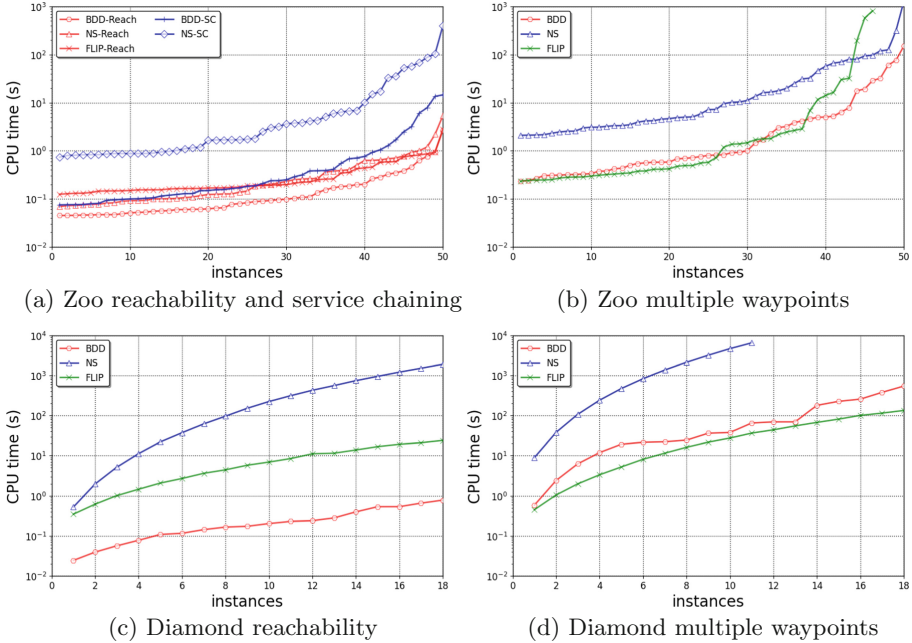 10³
10²
10¹
10⁰
10⁻¹
10⁻²
CPU time (s)
BDD-Reach
NS-Reach
FLIP-Reach
BDD-SC
NS-SC
0 10 20 30 40 50
instances
(a) Zoo reachability and service chaining
10³
10²
10¹
10⁰
10⁻¹
10⁻²
CPU time (s)
BDD
NS
FLIP
0 10 20 30 40 50
instances
(b) Zoo multiple waypoints
10⁴
10³
10²
10¹
10⁰
10⁻¹
10⁻²
CPU time (s)
BDD
NS
FLIP
0 2 4 6 8 10 12 14 16 18
instances
(c) Diamond reachability
10⁴
10³
10²
10¹
10⁰
10⁻¹
10⁻²
CPU time (s)
BDD
NS
FLIP
0 2 4 6 8 10 12 14 16 18
instances
(d) Diamond multiple waypoints